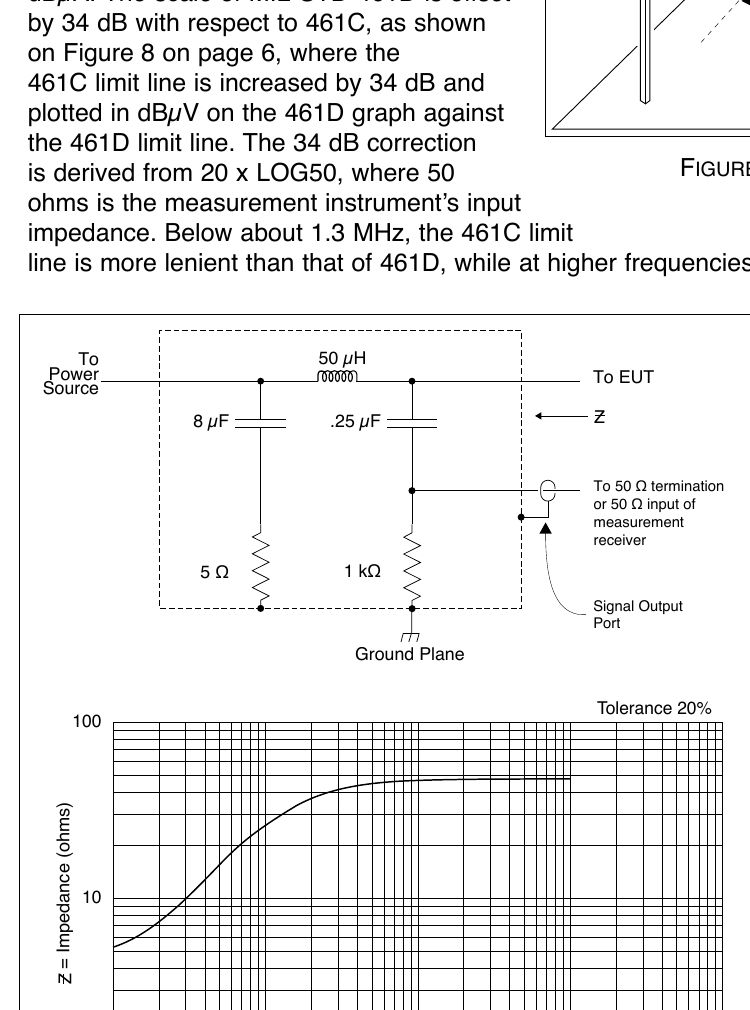 by 34 dB with respect to 461C, as shown
on Figure 8 on page 6, where the
461C limit line is increased by 34 dB and
plotted in dBµV on the 461D graph against
the 461D limit line. The 34 dB correction
is derived from 20 x LOG50, where 50
ohms is the measurement instrument's input
impedance. Below about 1.3 MHz, the 461C limit
line is more lenient than that of 461D, while at higher frequencies
FIGURE
To
Power
Source
50 µH
To EUT
8 µF
.25 µF
Z
To 50 Ω termination
or 50 Ω input of
measurement
receiver
5 Ω
1 kΩ
Signal Output
Port
Ground Plane
Tolerance 20%
100
10
Z = Impedance (ohms)